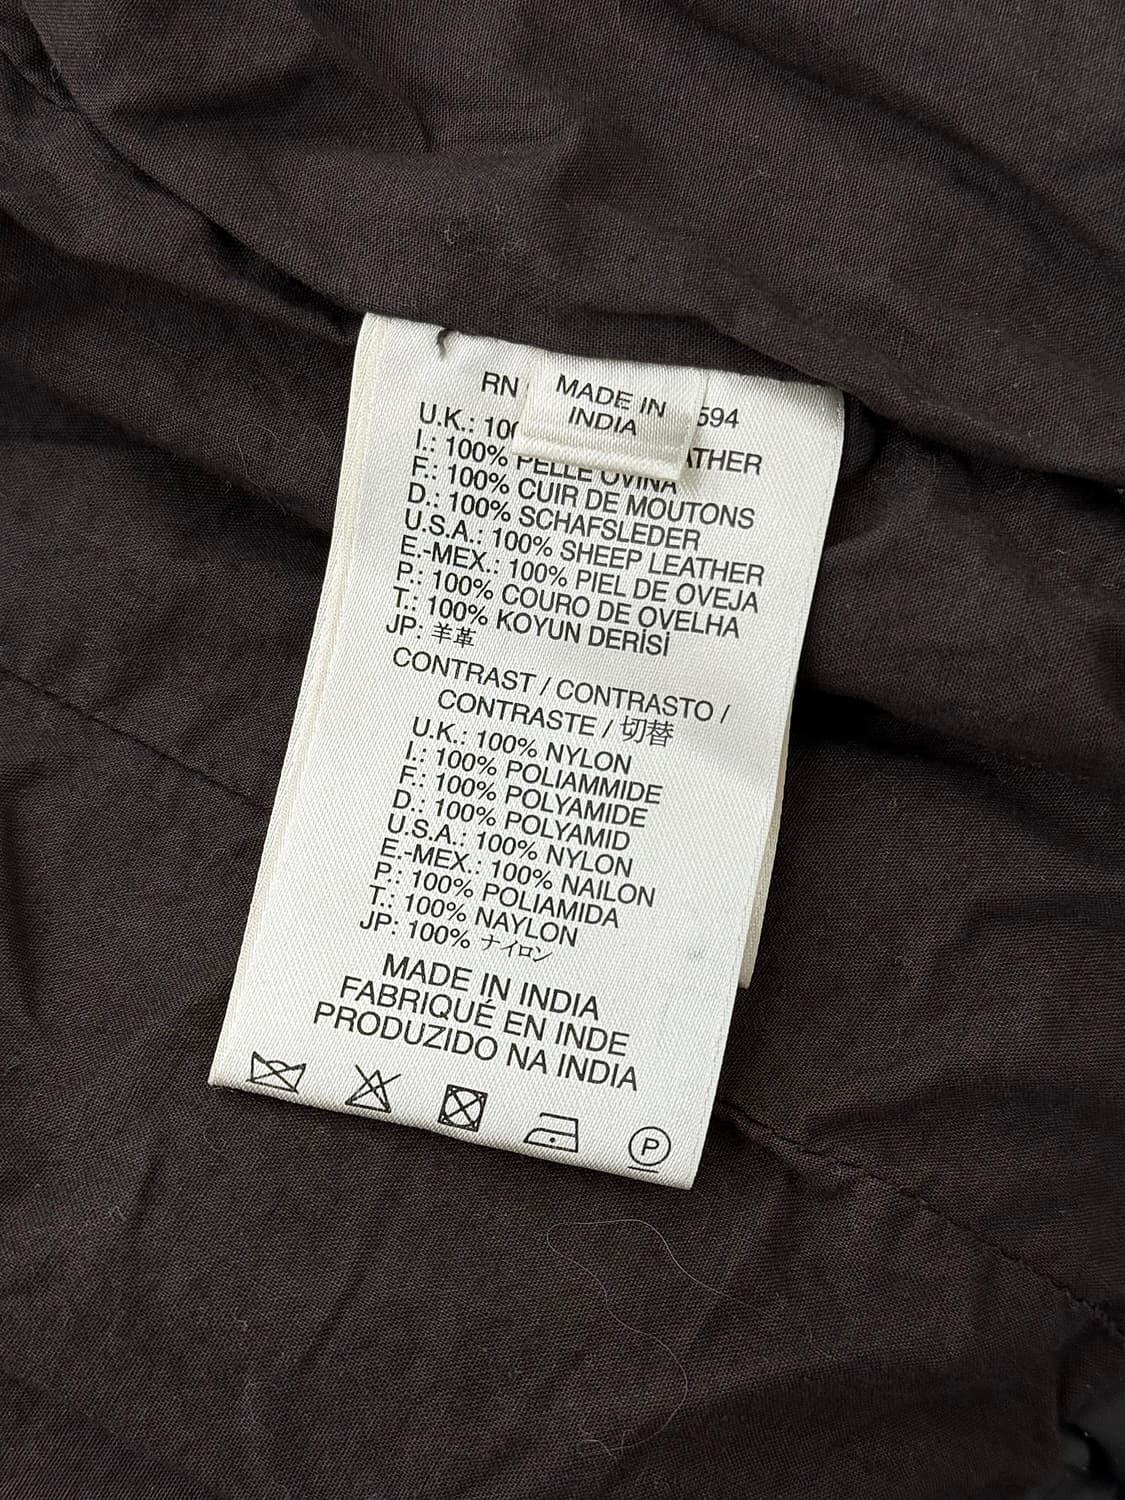 MADE IN
INDIA
RN 594
U.K.: 100
I.: 100% PELLE OVINA
F.: 100% CUIR DE MOUTONS
D.: 100% SCHAFSLEDER
U.S.A.: 100% SHEEP LEATHER
E.-MEX.: 100% PIEL DE OVEJA
P.: 100% COURO DE OVELHA
T.: 100% KOYUN DERİSİ
JP: 羊革
CONTRAST / CONTRASTO /
CONTRASTE / 切替
U.K.: 100% NYLON
I.: 100% POLIAMMIDE
F.: 100% POLYAMIDE
D.: 100% POLYAMID
U.S.A.: 100% NYLON
E.-MEX.: 100% NAILON
P.: 100% POLIAMIDA
T.: 100% NAYLON
JP: 100% ナイロン
MADE IN INDIA
FABRIQUÉ EN INDE
PRODUZIDO NA INDIA
P